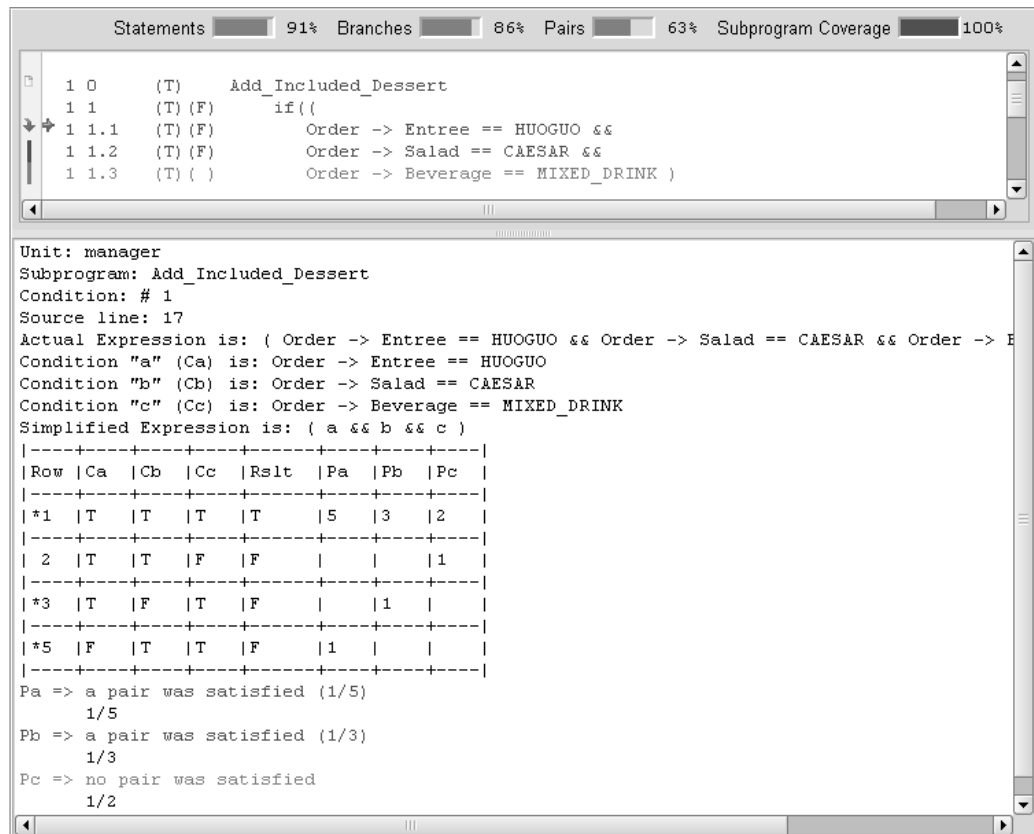 Statements 91% Branches 86% Pairs 63% Subprogram Coverage 100%
1 0 (T) Add_Included_Dessert
1 1 (T)(F) if((
1 1.1 (T)(F) Order -> Entree == HUOGUO &&
1 1.2 (T)(F) Order -> Salad == CAESAR &&
1 1.3 (T)( ) Order -> Beverage == MIXED_DRINK )
Unit: manager
Subprogram: Add_Included_Dessert
Condition: # 1
Source line: 17
Actual Expression is: ( Order -> Entree == HUOGUO && Order -> Salad == CAESAR && Order ->
Condition "a" (Ca) is: Order -> Entree == HUOGUO
Condition "b" (Cb) is: Order -> Salad == CAESAR
Condition "c" (Cc) is: Order -> Beverage == MIXED_DRINK
Simplified Expression is: ( a && b && c )
|----+----+----+----+------+----+----+----|
|Row |Ca |Cb |Cc |Rslt |Pa |Pb |Pc |
|----+----+----+----+------+----+----+----|
|*1 |T |T |T |T |5 |3 |2 |
|----+----+----+----+------+----+----+----|
| 2 |T |T |F |F | | |1 |
|----+----+----+----+------+----+----+----|
|*3 |T |F |T |F | |1 | |
|----+----+----+----+------+----+----+----|
|*5 |F |T |T |F |1 | | |
|----+----+----+----+------+----+----+----|
Pa => a pair was satisfied (1/5)
1/5
Pb => a pair was satisfied (1/3)
1/3
Pc => no pair was satisfied
1/2